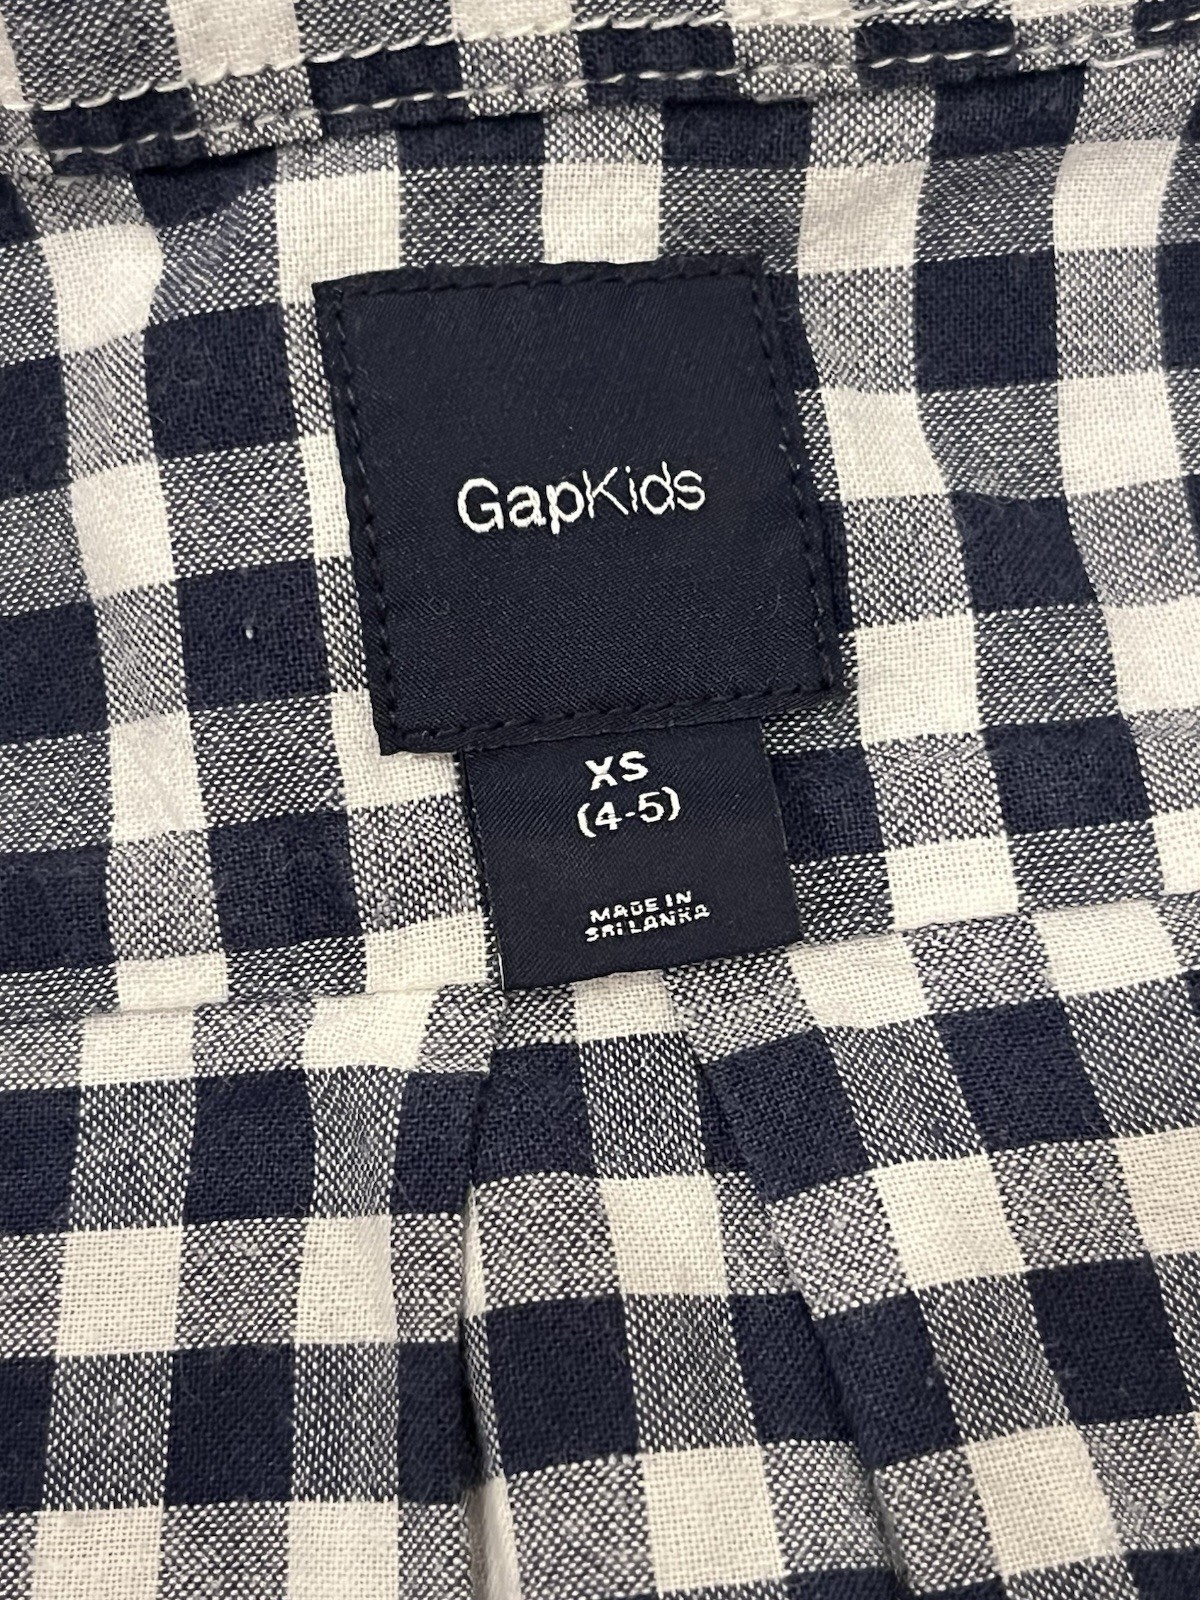 GapKids
XS
(4-5)
MADE IN
SRI LANKA